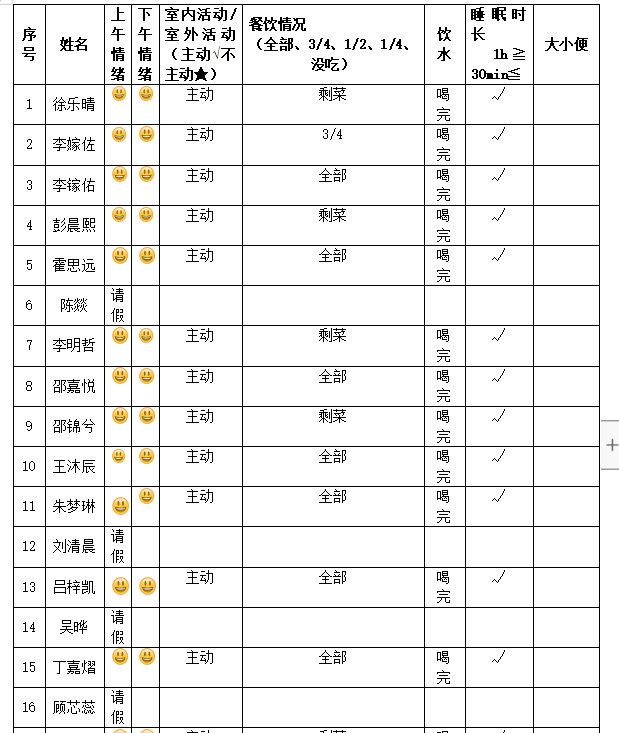 序号 姓名 上午情绪 下午情绪 室内活动/室外活动(主动√不主动★) 餐饮情况(全部、3/4、1/2、1/4、没吃) 饮水 睡眠时长 1h≧ 30min≦ 大小便
1 徐乐晴 😃 😃 主动 剩菜 喝完 ✓
2 李嫁佐 😃 😃 主动 3/4 喝完 ✓
3 李镓佑 😃 😃 主动 全部 喝完 ✓
4 彭晨熙 😃 😃 主动 剩菜 喝完 ✓
5 霍思远 😃 😃 主动 全部 喝完 ✓
6 陈燚 请假
7 李明哲 😃 😃 主动 剩菜 喝完 ✓
8 邵嘉悦 😃 😃 主动 全部 喝完 ✓
9 邵锦兮 😃 😃 主动 剩菜 喝完 ✓
10 王沐辰 😃 😃 主动 全部 喝完 ✓
11 朱梦琳 😃 😃 主动 全部 喝完 ✓
12 刘清晨 请假
13 吕梓凯 😃 😃 主动 全部 喝完 ✓
14 吴晔 请假
15 丁嘉熠 😃 😃 主动 全部 喝完 ✓
16 顾芯蕊 请假